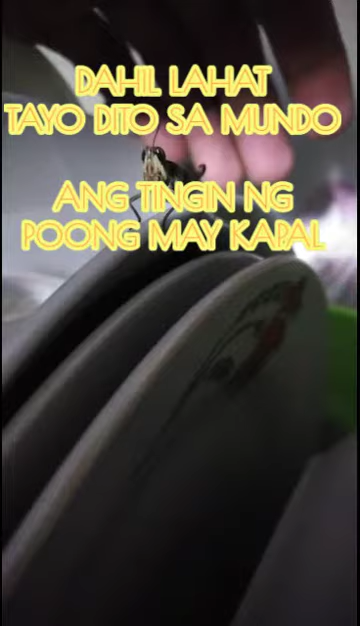 DAHIL LAHAT
TAYO DITO SA MUNDO
ANG TINGIN NG
POONG MAY KAPAL